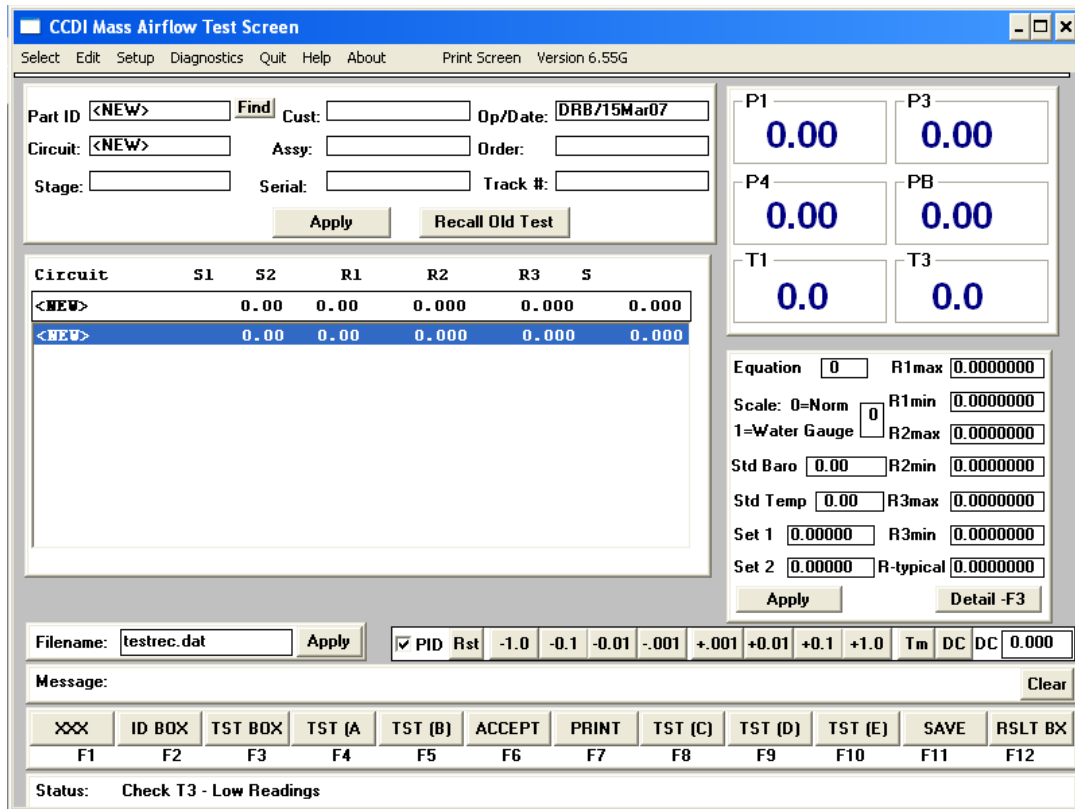 CCDI Mass Airflow Test Screen
Select Edit Setup Diagnostics Quit Help About Print Screen Version 6.55G
Part ID <NEW> Find Cust: Op/Date: DRB/15Mar07
Circuit: <NEW> Assy: Order:
Stage: Serial: Track #:
Apply Recall Old Test
P1 0.00 P3 0.00
P4 0.00 PB 0.00
T1 0.0 T3 0.0
Circuit S1 S2 R1 R2 R3 S
<NEW> 0.00 0.00 0.000 0.000 0.000
<NEW> 0.00 0.00 0.000 0.000 0.000
Equation 0 R1max 0.0000000
Scale: 0=Norm 0 R1min 0.0000000
1=Water Gauge R2max 0.0000000
Std Baro 0.00 R2min 0.0000000
Std Temp 0.00 R3max 0.0000000
Set 1 0.00000 R3min 0.0000000
Set 2 0.00000 R-typical 0.0000000
Apply Detail -F3
Filename: testrec.dat Apply PID Rst -1.0 -0.1 -0.01 -.001 +.001 +0.01 +0.1 +1.0 Tm DC DC 0.000
Message: Clear
XXX ID BOX TST BOX TST (A TST (B) ACCEPT PRINT TST (C) TST (D) TST (E) SAVE RSLT BX
F1 F2 F3 F4 F5 F6 F7 F8 F9 F10 F11 F12
Status: Check T3 - Low Readings